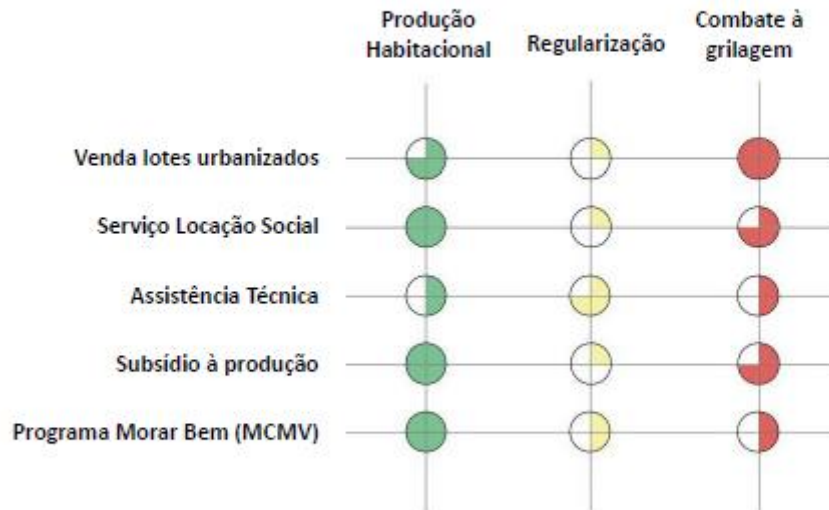 Produção
Habitacional
Regularização
Combate à
grilagem
Venda lotes urbanizados
Serviço Locação Social
Assistência Técnica
Subsídio à produção
Programa Morar Bem (MCMV)